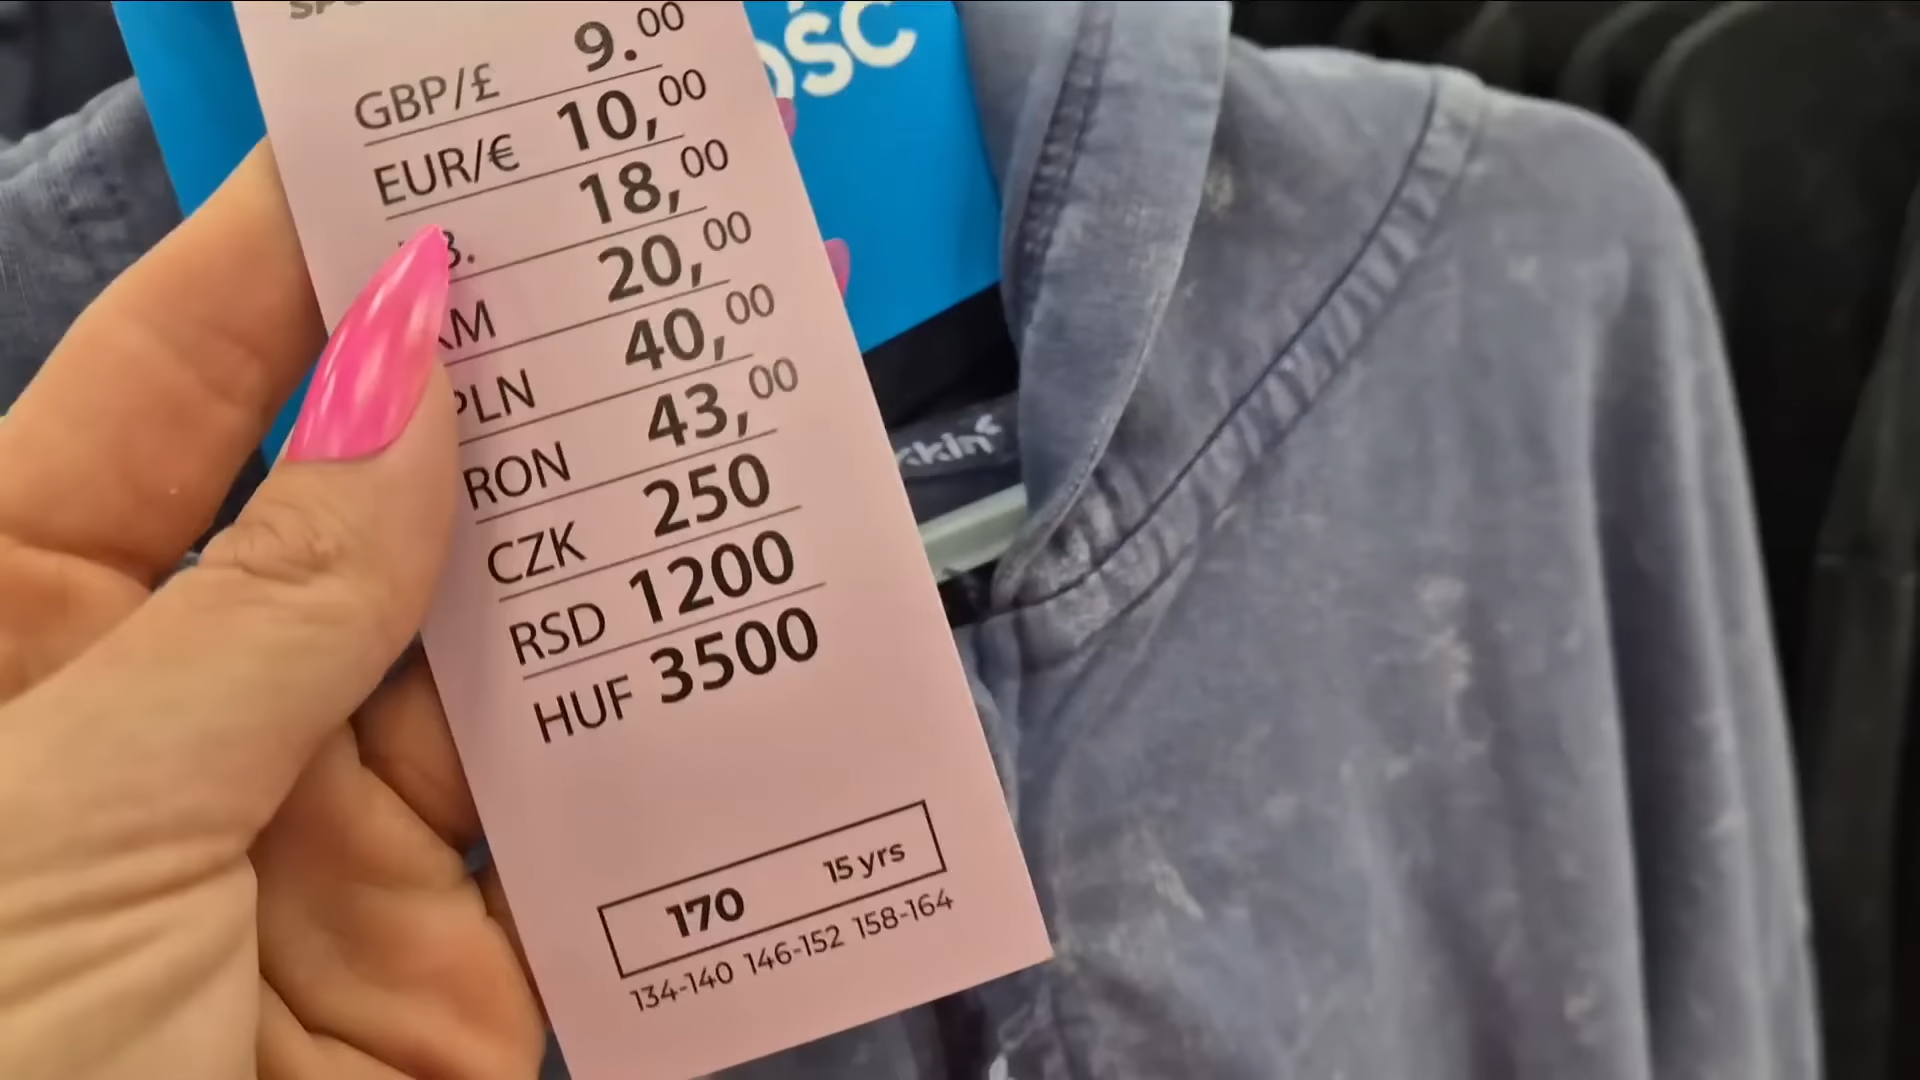 GBP/£ 9.00
EUR/€ 10,00
18,00
20,00
PLN 40,00
RON 43,00
CZK 250
RSD 1200
HUF 3500
170 15 yrs
134-140 146-152 158-164